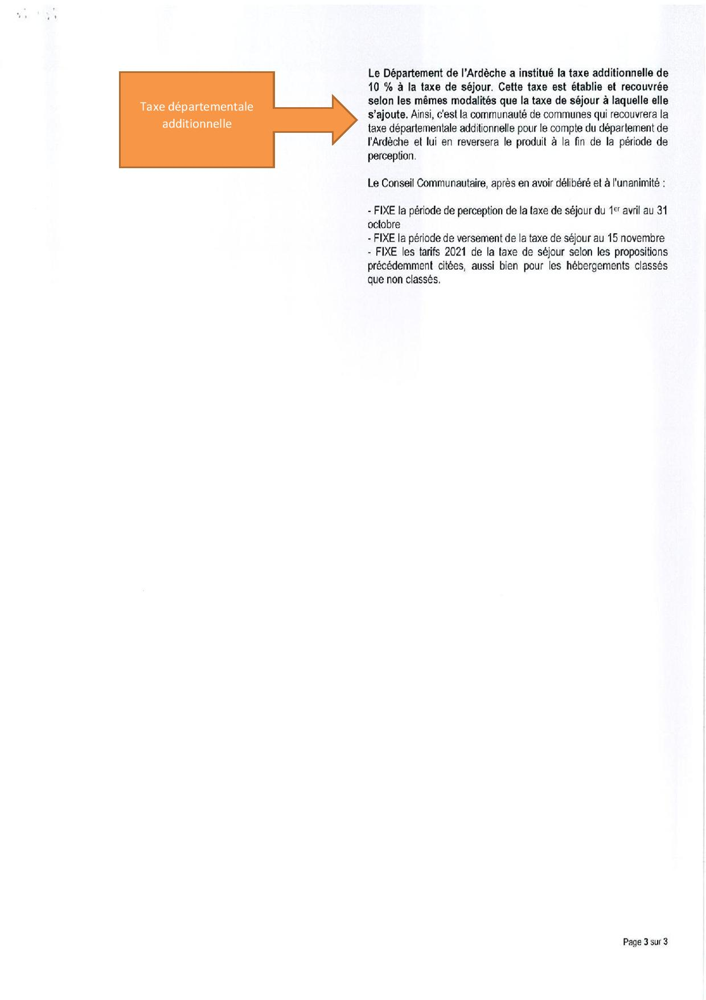 Taxe départementale
additionnelle
Le Département de l'Ardèche a institué la taxe additionnelle de
10 % à la taxe de séjour. Cette taxe est établie et recouvrée
selon les mêmes modalités que la taxe de séjour à laquelle elle
s'ajoute. Ainsi, c'est la communauté de communes qui recouvrera la
taxe départementale additionnelle pour le compte du département de
l'Ardèche et lui en reversera le produit à la fin de la période de
perception.
Le Conseil Communautaire, après en avoir délibéré et à l'unanimité :
- FIXE la période de perception de la taxe de séjour du 1er avril au 31
octobre
- FIXE la période de versement de la taxe de séjour au 15 novembre
- FIXE les tarifs 2021 de la taxe de séjour selon les propositions
précédemment citées, aussi bien pour les hébergements classés
que non classés.
Page 3 sur 3